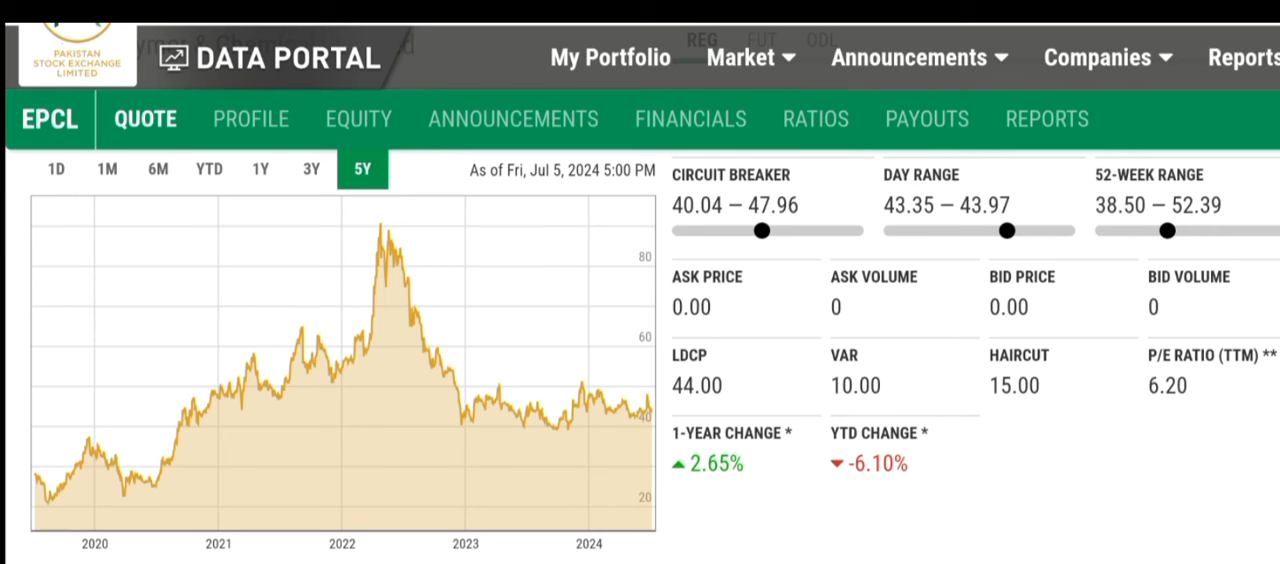 PAKISTAN
STOCK EXCHANGE
LIMITED
DATA PORTAL
REG FUT ODL
My Portfolio Market Announcements Companies Reports
EPCL QUOTE PROFILE EQUITY ANNOUNCEMENTS FINANCIALS RATIOS PAYOUTS REPORTS
1D 1M 6M YTD 1Y 3Y 5Y As of Fri, Jul 5, 2024 5:00 PM
80
60
40
20
2020 2021 2022 2023 2024
CIRCUIT BREAKER DAY RANGE 52-WEEK RANGE
40.04 — 47.96 43.35 — 43.97 38.50 — 52.39
ASK PRICE ASK VOLUME BID PRICE BID VOLUME
0.00 0 0.00 0
LDCP VAR HAIRCUT P/E RATIO (TTM) **
44.00 10.00 15.00 6.20
1-YEAR CHANGE * YTD CHANGE *
2.65% -6.10%